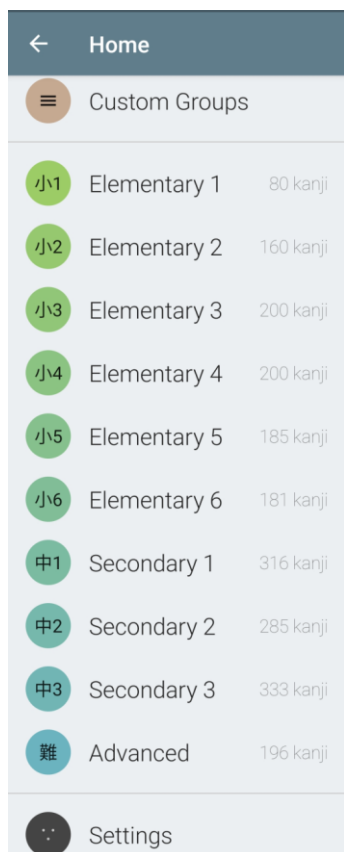 Home
Custom Groups
小1 Elementary 1 80 kanji
小2 Elementary 2 160 kanji
小3 Elementary 3 200 kanji
小4 Elementary 4 200 kanji
小5 Elementary 5 185 kanji
小6 Elementary 6 181 kanji
中1 Secondary 1 316 kanji
中2 Secondary 2 285 kanji
中3 Secondary 3 333 kanji
難 Advanced 196 kanji
Settings